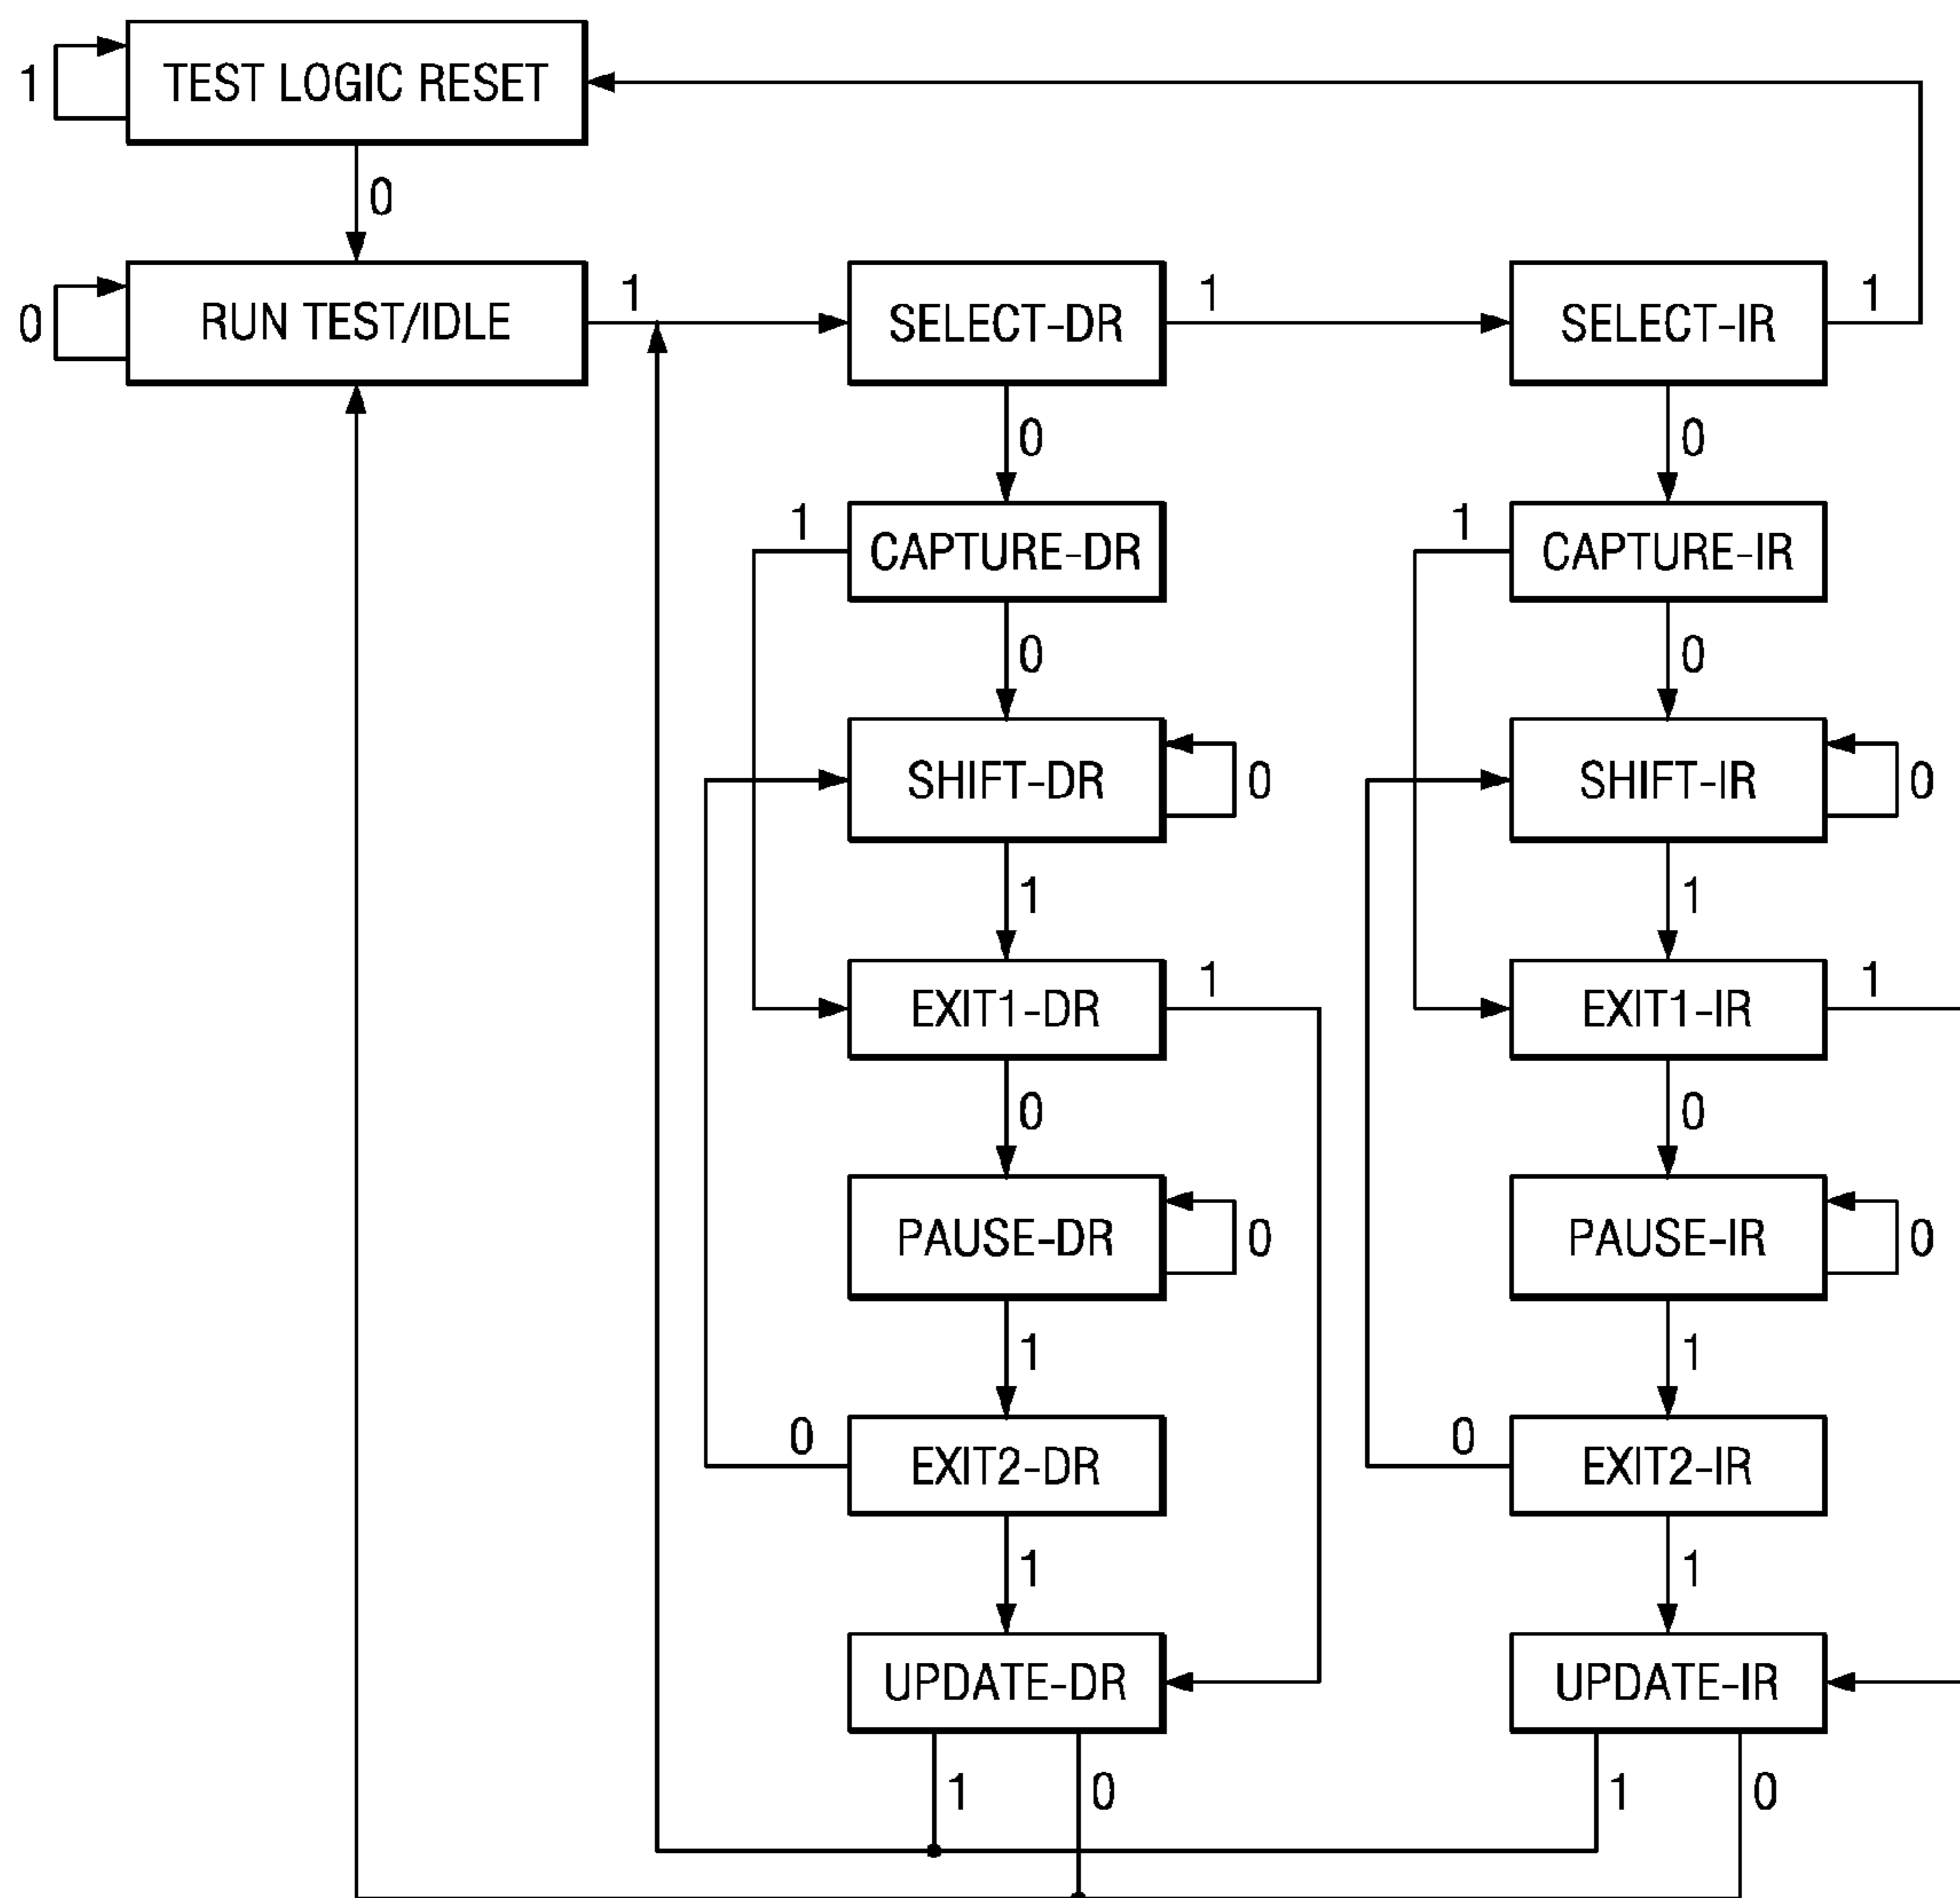 1
TEST LOGIC RESET
0
0
RUN TEST/IDLE
1
SELECT-DR
1
SELECT-IR
1
0
0
1
CAPTURE-DR
1
CAPTURE-IR
0
0
SHIFT-DR
0
SHIFT-IR
0
1
1
EXIT1-DR
1
EXIT1-IR
1
0
0
PAUSE-DR
0
PAUSE-IR
0
1
1
0
EXIT2-DR
0
EXIT2-IR
1
1
UPDATE-DR
UPDATE-IR
1
0
1
0